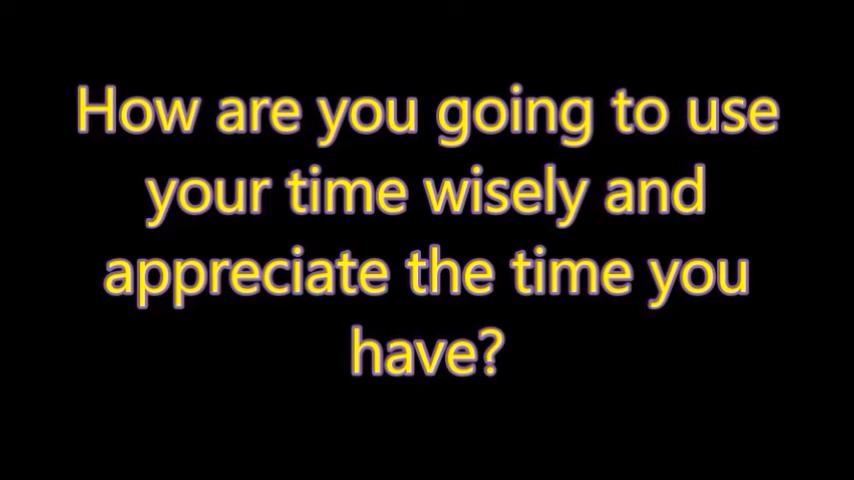 How are you going to use
your time wisely and
appreciate the time you
have?